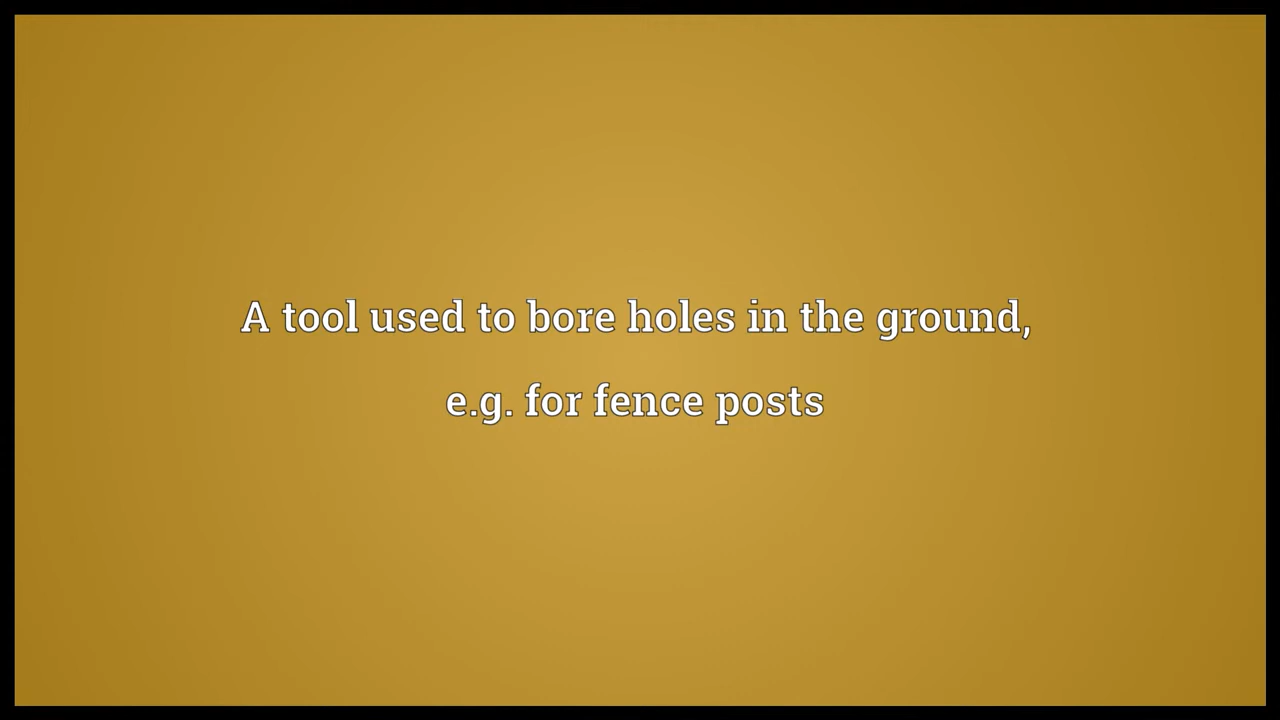 A tool used to bore holes in the ground,
e.g. for fence posts